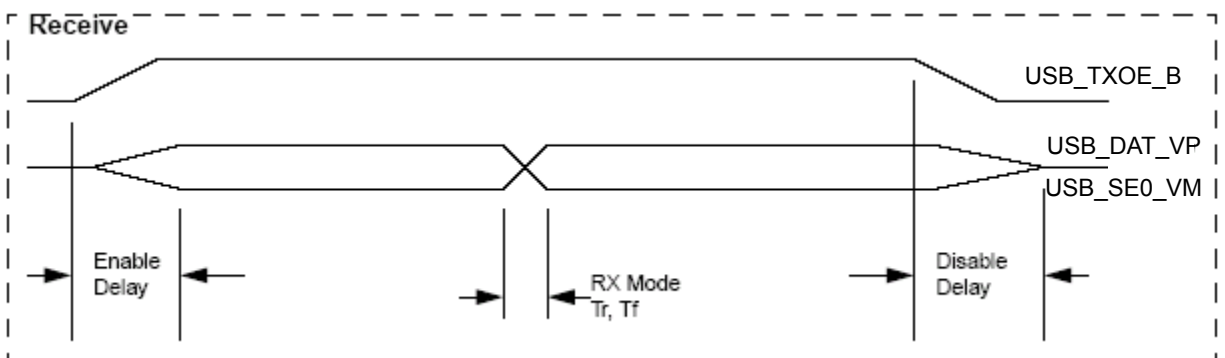 Receive
USB_TXOE_B
USB_DAT_VP
USB_SE0_VM
Enable
Delay
RX Mode
Tr, Tf
Disable
Delay